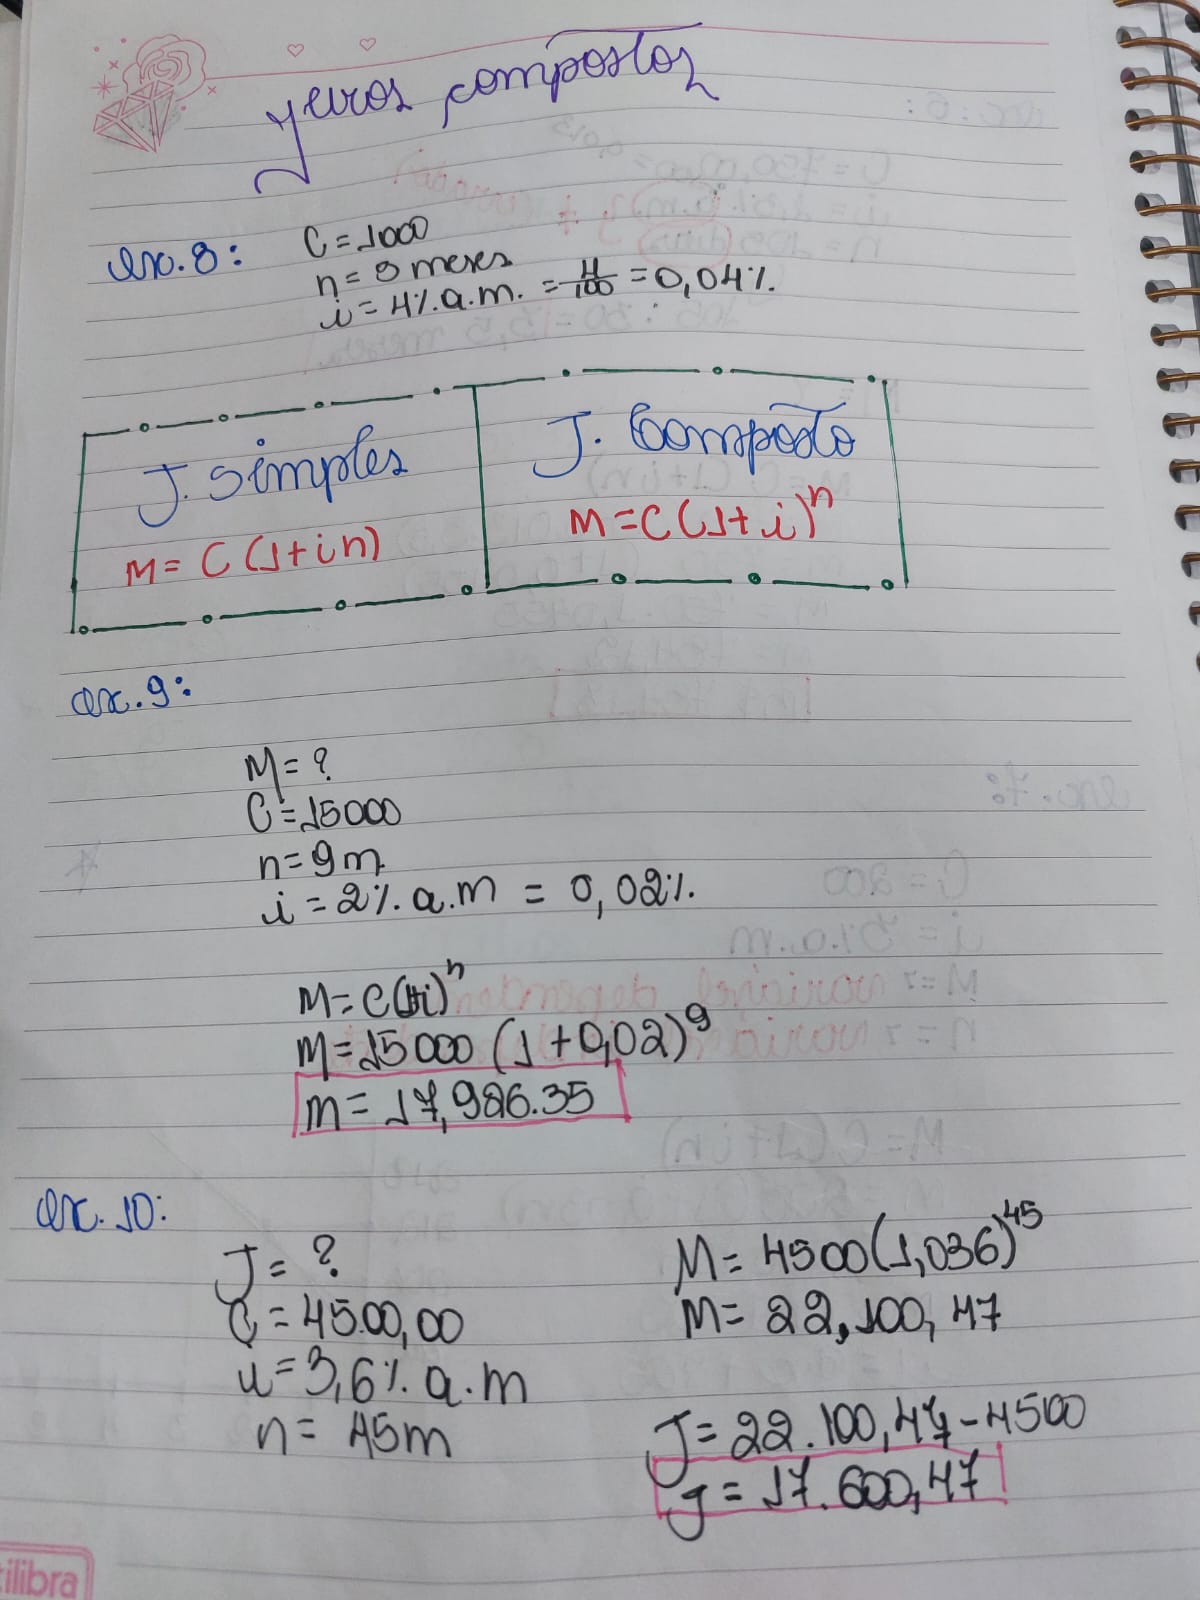 Juros compostos
ex.8:
C = 1000
n = 8 meses
i = 4% a.m. = 4/100 = 0,04%
J. Simples
M = C (1+in)
J. Composto
M = C (1+i)^n
ex.9:
M = ?
C = 15000
n = 9m
i = 2% a.m = 0,02%
M = C(1+i)^n
M = 15000 (1+0,02)^9
m = 17,926.35
ex. 10:
J = ?
C = 4500,00
i = 3,6% a.m
n = 45m
M = 4500(1,036)^45
M = 22,100,47
J = 22.100,47 - 4500
J = 17.600,47
ilibra